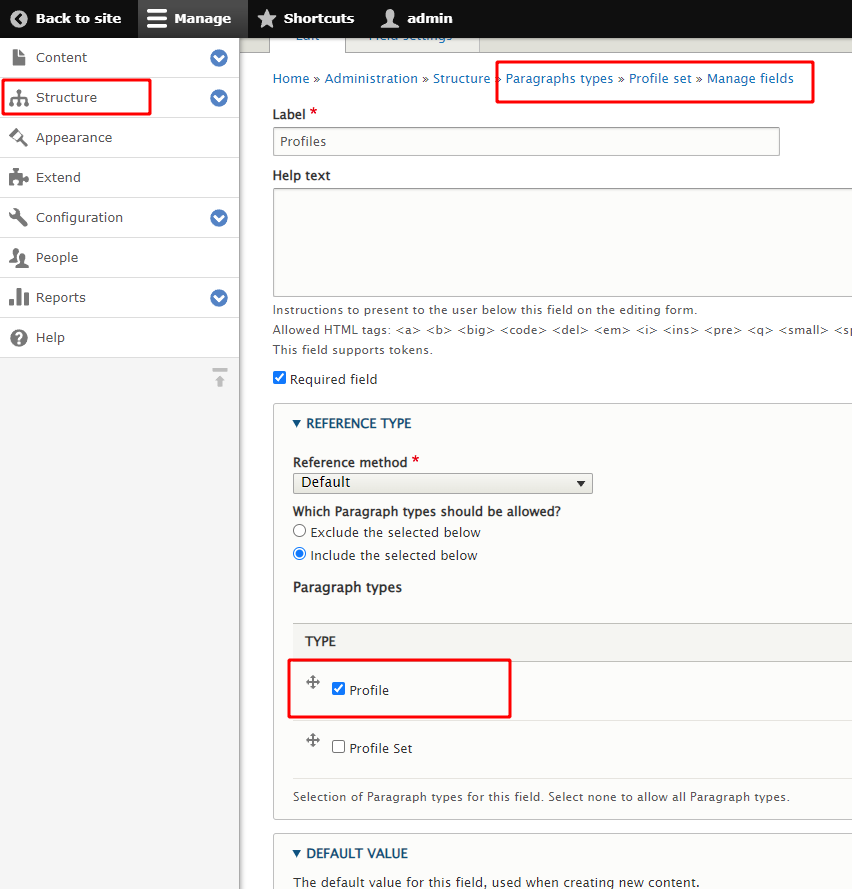 Back to site Manage Shortcuts admin
Edit Field settings
Content
Structure
Appearance
Extend
Configuration
People
Reports
Help
Home » Administration » Structure » Paragraphs types » Profile set » Manage fields
Label *
Profiles
Help text
Instructions to present to the user below this field on the editing form.
Allowed HTML tags: <a> <b> <big> <code> <del> <em> <i> <ins> <pre> <q> <small> <sp
This field supports tokens.
Required field
REFERENCE TYPE
Reference method *
Default
Which Paragraph types should be allowed?
Exclude the selected below
Include the selected below
Paragraph types
TYPE
Profile
Profile Set
Selection of Paragraph types for this field. Select none to allow all Paragraph types.
DEFAULT VALUE
The default value for this field, used when creating new content.